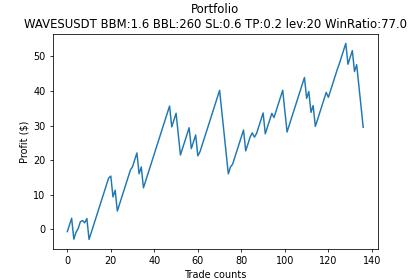 Portfolio
WAVESUSDT BBM:1.6 BBL:260 SL:0.6 TP:0.2 lev:20 WinRatio:77.0
Profit ($)
50
40
30
20
10
0
0 20 40 60 80 100 120 140
Trade counts